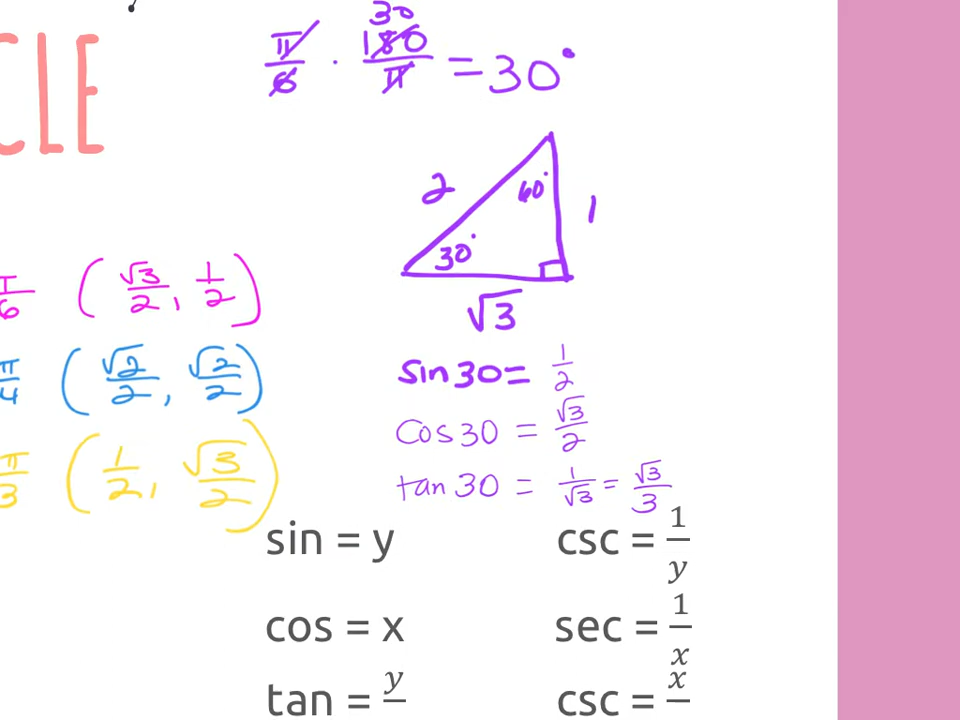 CLE
π/6 · 180/π = 30°
30
2
60°
1
30°
√3
π/6 (√3/2, 1/2)
π/4 (√2/2, √2/2)
π/3 (1/2, √3/2)
sin 30 = 1/2
cos 30 = √3/2
tan 30 = 1/√3 = √3/3
sin = y csc = 1/y
cos = x sec = 1/x
tan = y/ csc = x/